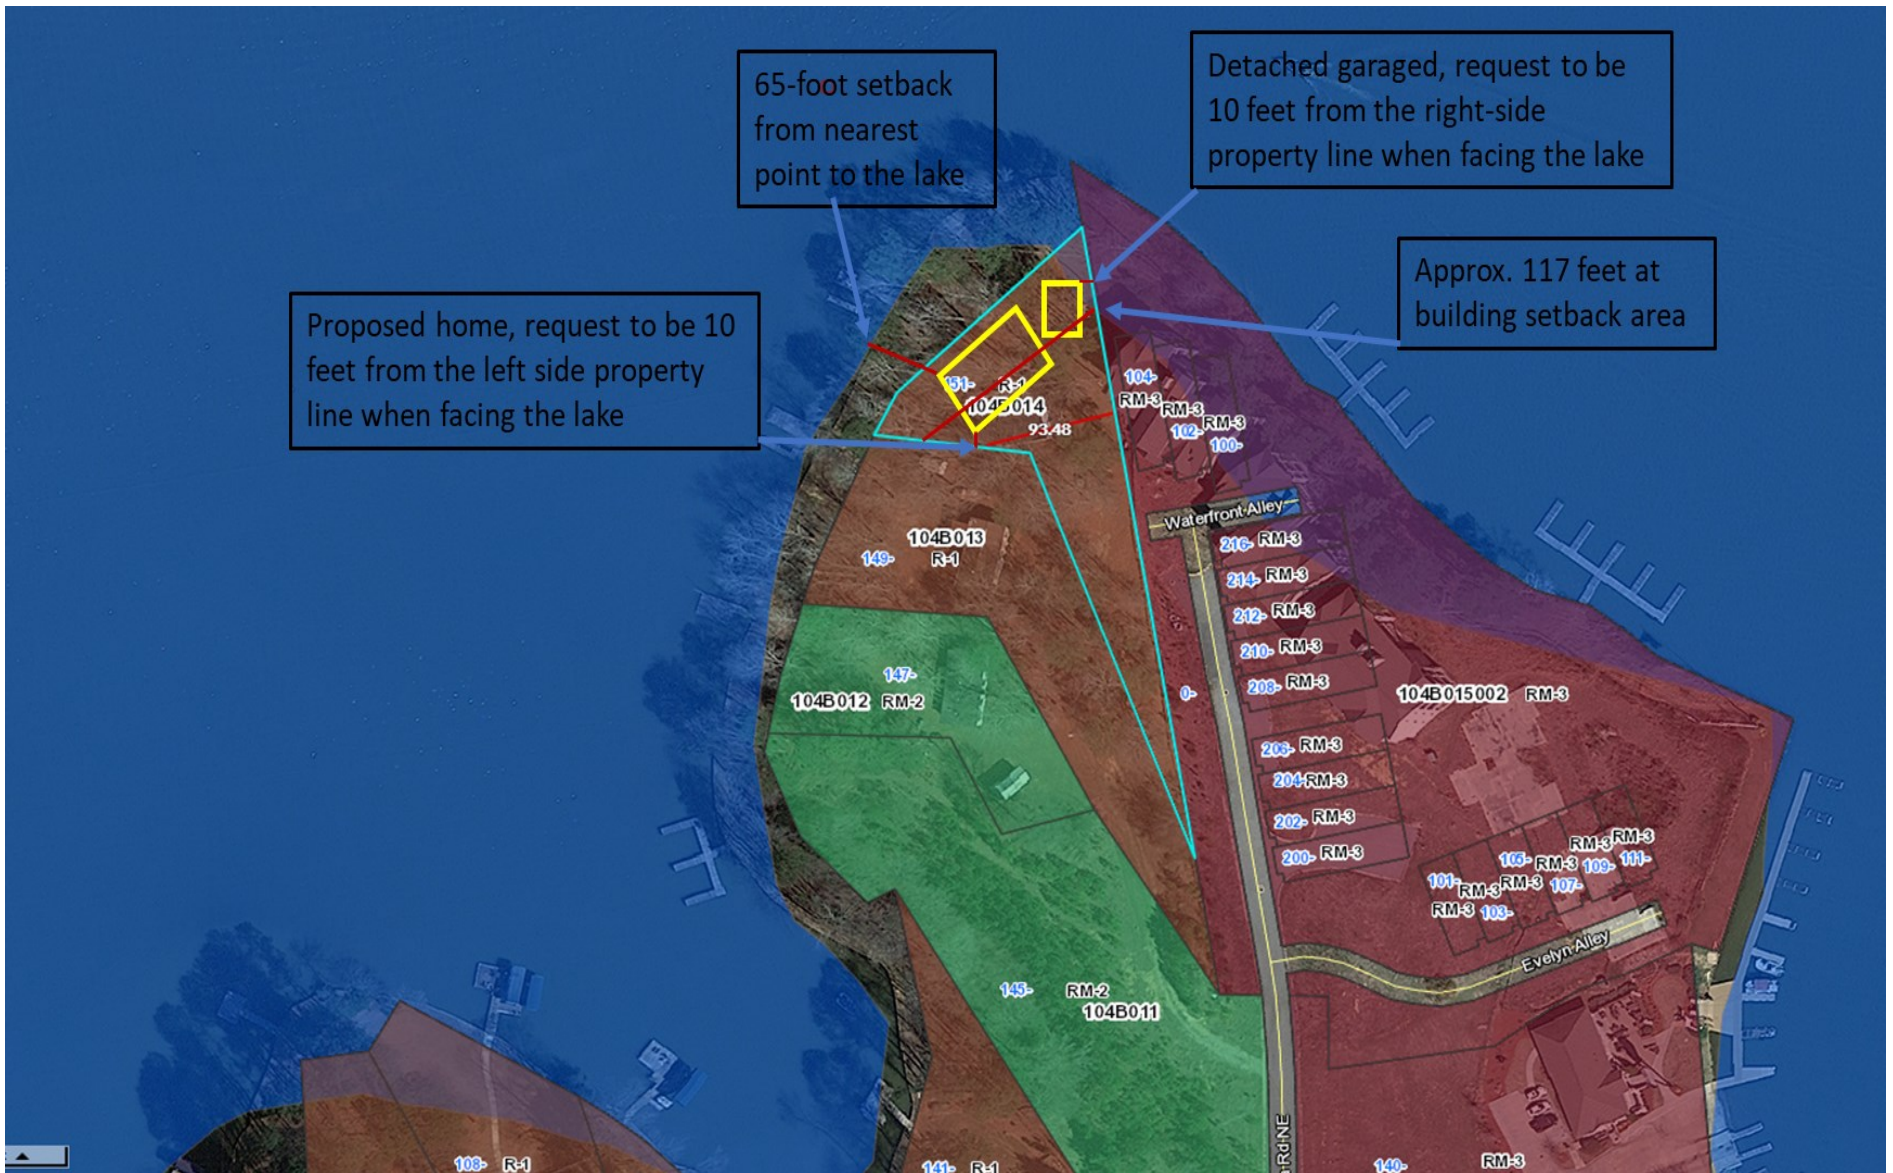 65-foot setback
from nearest
point to the lake
Detached garaged, request to be
10 feet from the right-side
property line when facing the lake
Approx. 117 feet at
building setback area
Proposed home, request to be 10
feet from the left side property
line when facing the lake
151- R-1
104B014
93.48
104-
RM-3
RM-3
102-
RM-3
100-
Waterfront Alley
104B013
149- R-1
216- RM-3
214- RM-3
212- RM-3
210- RM-3
208- RM-3
147-
104B012 RM-2
0-
104B015002 RM-3
206- RM-3
204- RM-3
202- RM-3
200- RM-3
101-
RM-3
RM-3
103-
RM-3
105-
RM-3
107-
RM-3
109-
RM-3
111-
Evelyn Alley
145- RM-2
104B011
Rd NE
108- R-1
141- R-1
140- RM-3